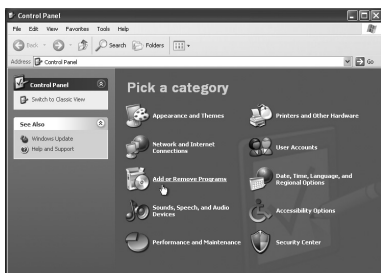 Control Panel
File Edit View Favorites Tools Help
Back Search Folders
Address Control Panel Go
Control Panel
Switch to Classic View
See Also
Windows Update
Help and Support
Pick a category
Appearance and Themes
Printers and Other Hardware
Network and Internet
Connections
User Accounts
Add or Remove Programs
Date, Time, Language, and
Regional Options
Sounds, Speech, and Audio
Devices
Accessibility Options
Performance and Maintenance
Security Center